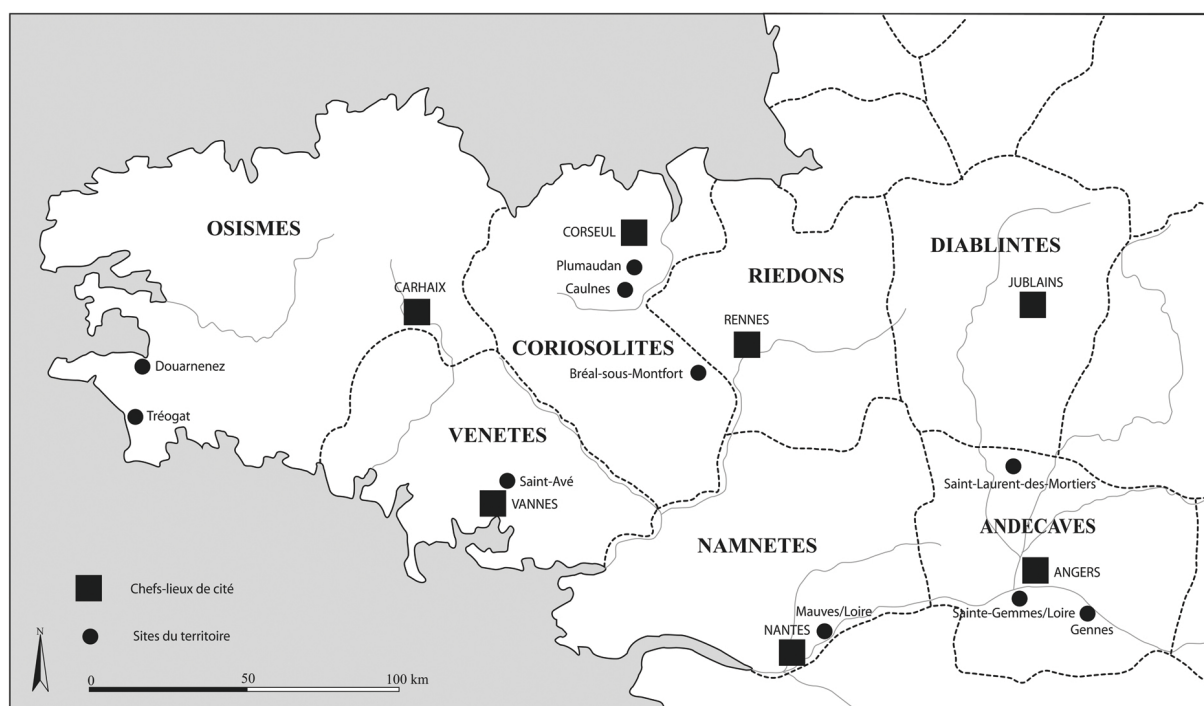 OSISMES
CORSEUL
DIABLINTES
Plumaudan
RIEDONS
Caulnes
JUBLAINS
CARHAIX
RENNES
CORIOSOLITES
Douarnenez
Bréal-sous-Montfort
Tréogat
VENETES
Saint-Avé
Saint-Laurent-des-Mortiers
VANNES
ANDECAVES
NAMNETES
ANGERS
Chefs-lieux de cité
Mauves/Loire
Sainte-Gemmes/Loire
NANTES
Gennes
Sites du territoire
N
0 50 100 km